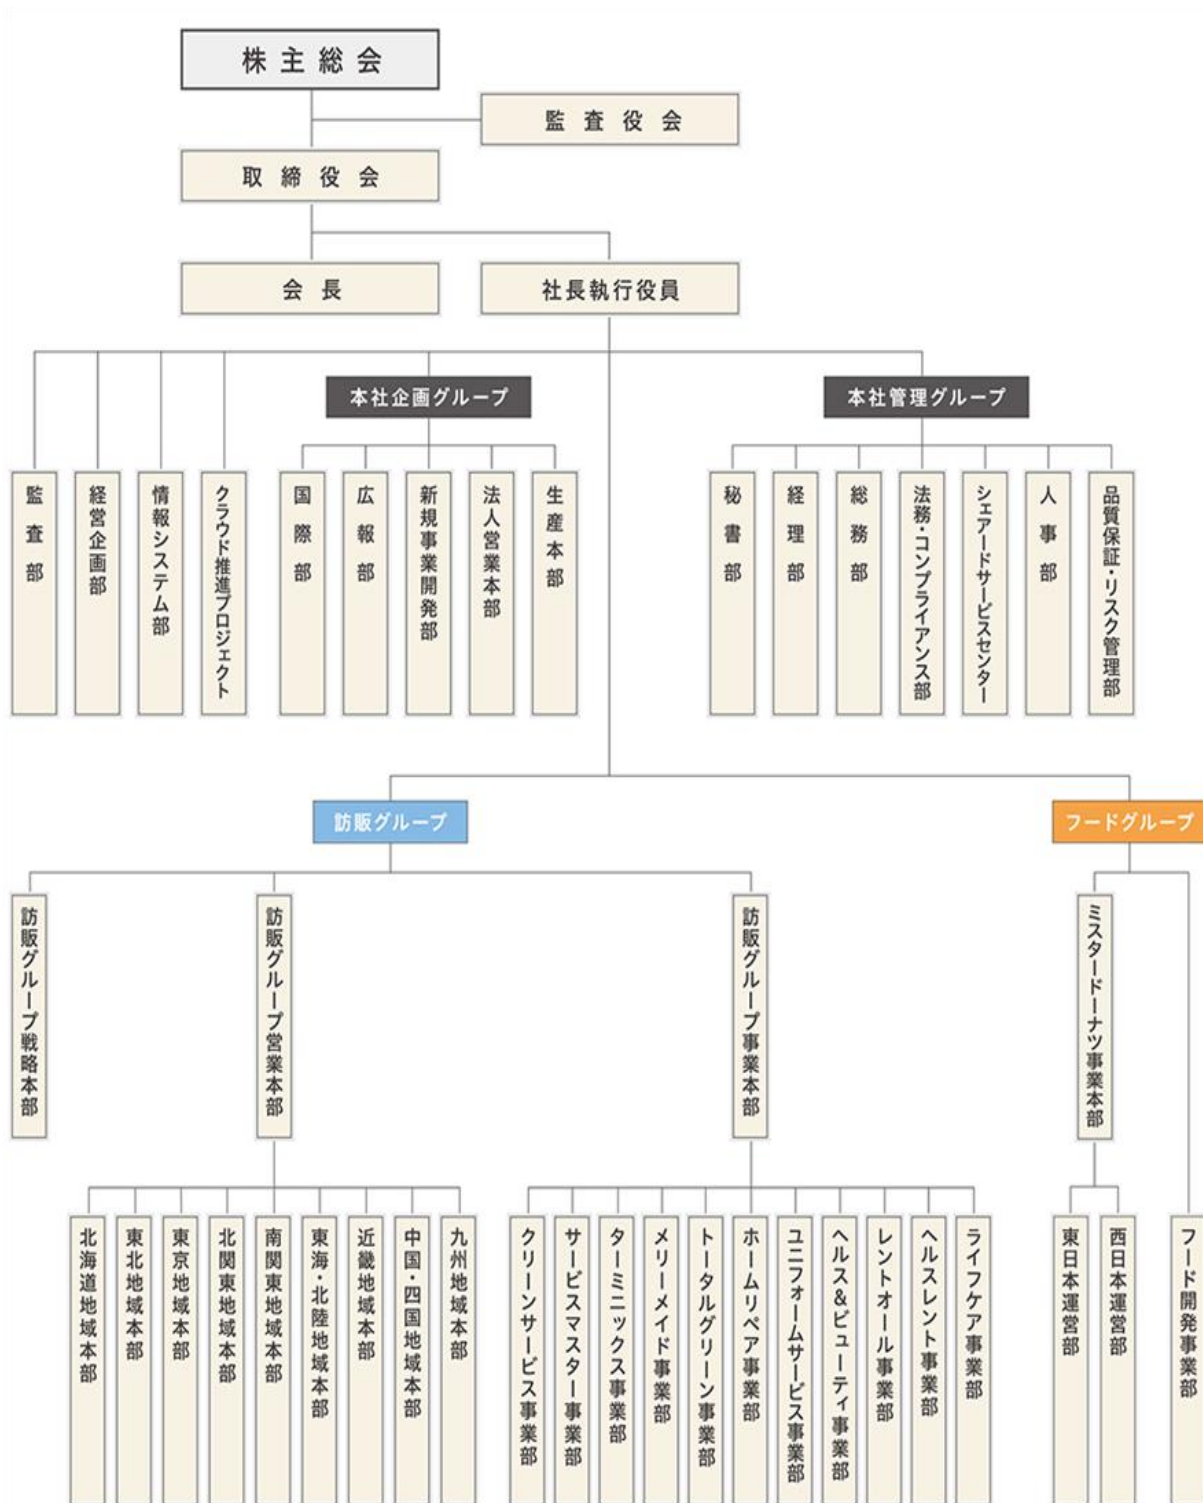 株主総会
監査役会
取締役会
会長
社長執行役員
本社企画グループ
本社管理グループ
監査部
経営企画部
情報システム部
クラウド推進プロジェクト
国際部
広報部
新規事業開発部
法人営業本部
生産本部
秘書部
経理部
総務部
法務・コンプライアンス部
シェアードサービスセンター
人事部
品質保証・リスク管理部
訪販グループ
フードグループ
訪販グループ戦略本部
訪販グループ営業本部
訪販グループ事業本部
ミスタードーナツ事業本部
北海道地域本部
東北地域本部
東京地域本部
北関東地域本部
南関東地域本部
東海・北陸地域本部
近畿地域本部
中国・四国地域本部
九州地域本部
クリーンサービス事業部
サービスマスター事業部
ターミニックス事業部
メリーメイド事業部
トータルグリーン事業部
ホームリペア事業部
ユニフォームサービス事業部
ヘルス&ビューティ事業部
レントオール事業部
ヘルスレント事業部
ライフケア事業部
東日本運営部
西日本運営部
フード開発事業部